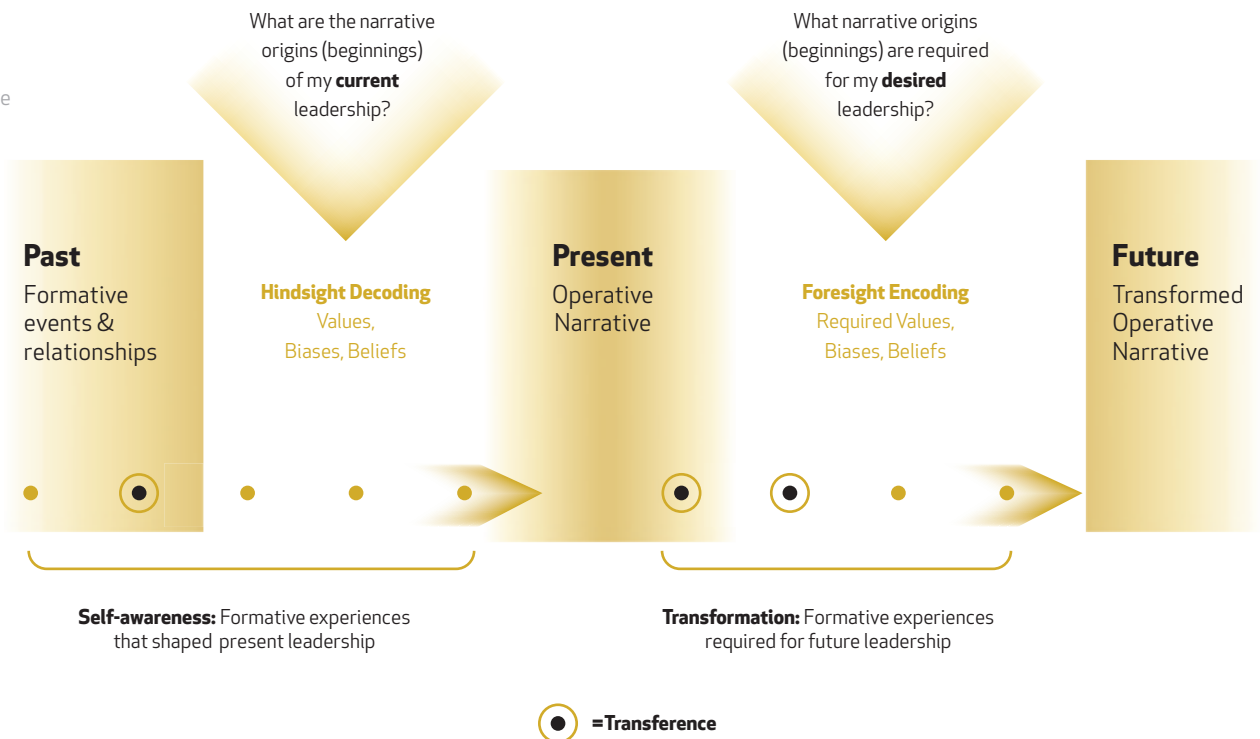 What are the narrative
origins (beginnings)
of my current
leadership?
What narrative origins
(beginnings) are required
for my desired
leadership?
e
Past
Formative
events &
relationships
Hindsight Decoding
Values,
Biases, Beliefs
Present
Operative
Narrative
Foresight Encoding
Required Values,
Biases, Beliefs
Future
Transformed
Operative
Narrative
Self-awareness: Formative experiences
that shaped present leadership
Transformation: Formative experiences
required for future leadership
=Transference